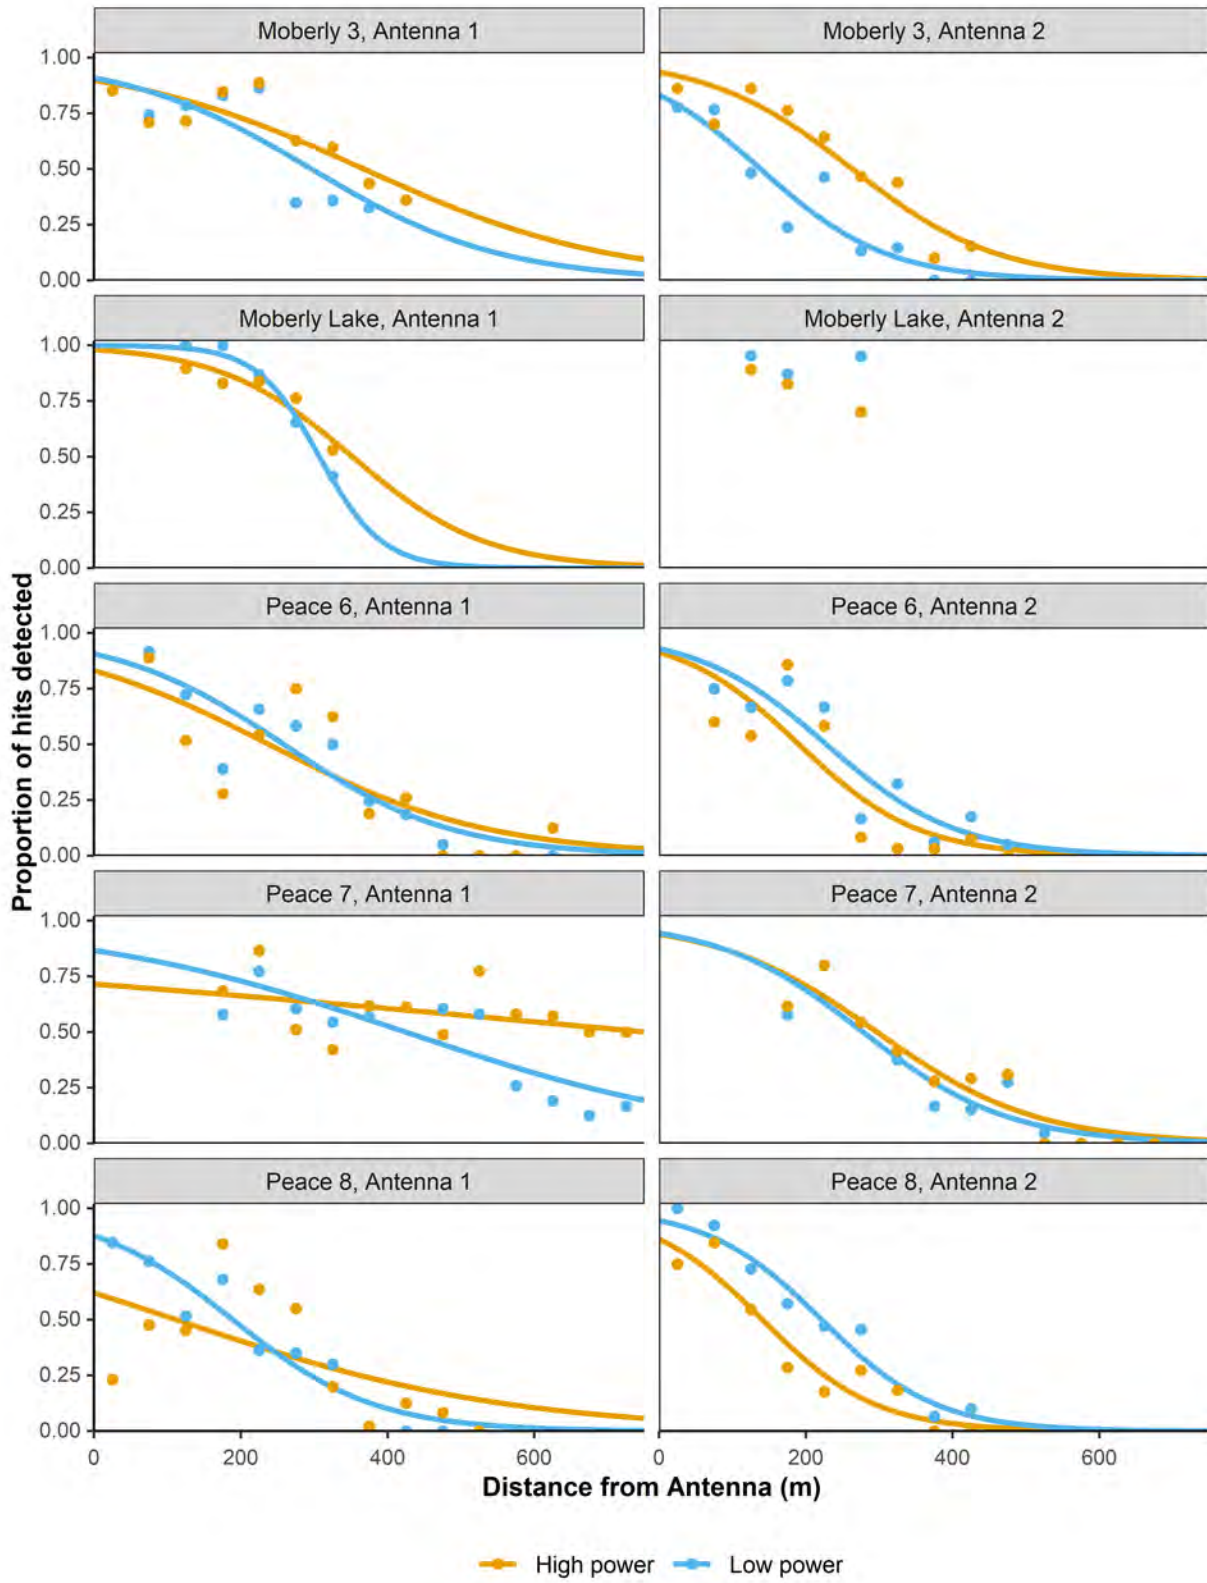 Moberly 3, Antenna 1
Moberly 3, Antenna 2
1.00
0.75
0.50
0.25
0.00
Moberly Lake, Antenna 1
Moberly Lake, Antenna 2
1.00
0.75
0.50
0.25
0.00
Peace 6, Antenna 1
Peace 6, Antenna 2
1.00
0.75
0.50
0.25
0.00
Proportion of hits detected
Peace 7, Antenna 1
Peace 7, Antenna 2
1.00
0.75
0.50
0.25
0.00
Peace 8, Antenna 1
Peace 8, Antenna 2
1.00
0.75
0.50
0.25
0.00
0 200 400 600 0 200 400 600
Distance from Antenna (m)
High power Low power